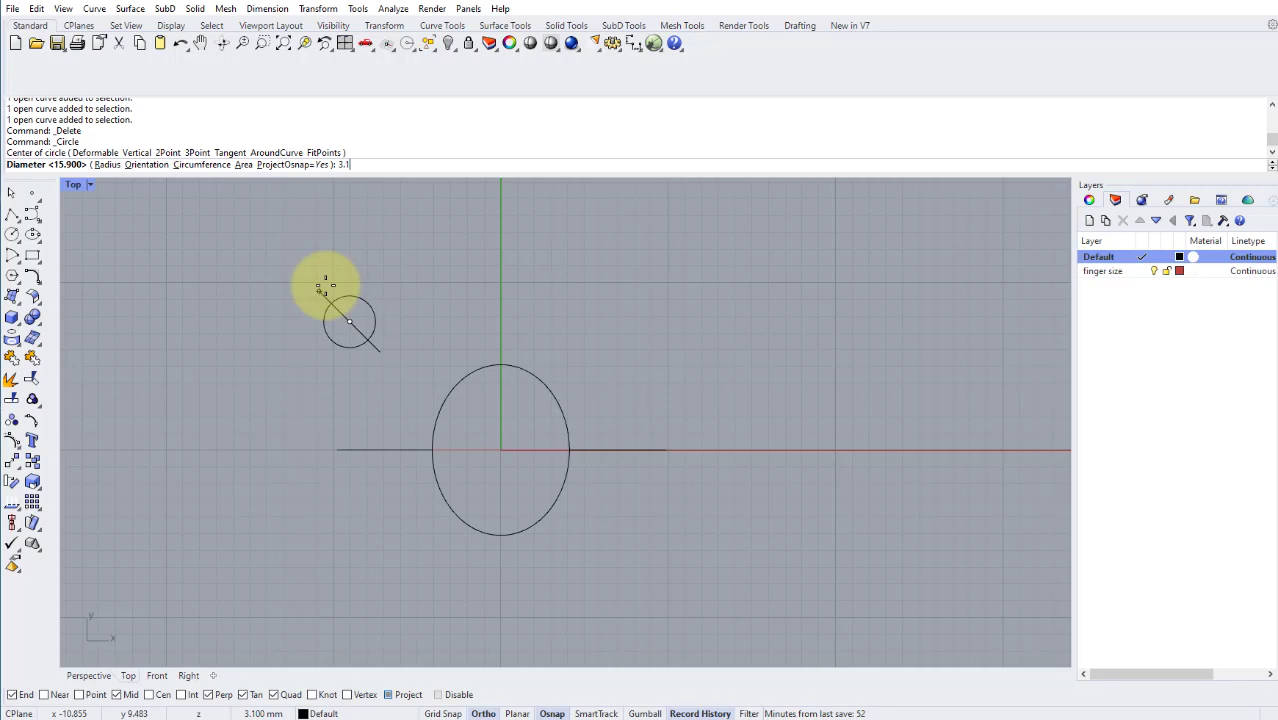 File Edit View Curve Surface SubD Solid Mesh Dimension Transform Tools Analyze Render Panels Help
Standard CPlanes Set View Display Select Viewport Layout Visibility Transform Curve Tools Surface Tools Solid Tools SubD Tools Mesh Tools Render Tools Drafting New in V7
1 open curve added to selection.
1 open curve added to selection.
1 open curve added to selection.
Command: _Delete
Command: _Circle
Center of circle ( Deformable Vertical 2Point 3Point Tangent AroundCurve FitPoints )
Diameter <15.900> ( Radius Orientation Circumference Area ProjectOsnap=Yes ): 3.1
Top
Layers
Layer Material Linetype
Default Continuous
finger size Continuous
y
x
Perspective Top Front Right
End Near Point Mid Cen Int Perp Tan Quad Knot Vertex Project Disable
CPlane x -10.855 y 9.483 z 3.100 mm Default Grid Snap Ortho Planar Osnap SmartTrack Gumball Record History Filter Minutes from last save: 52